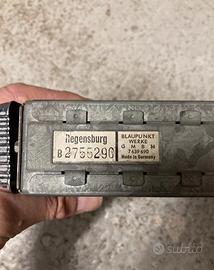 Regensburg
B 2755290
BLAUPUNKT
WERKE
G M B H
7 639 690
Made in Germany
subito